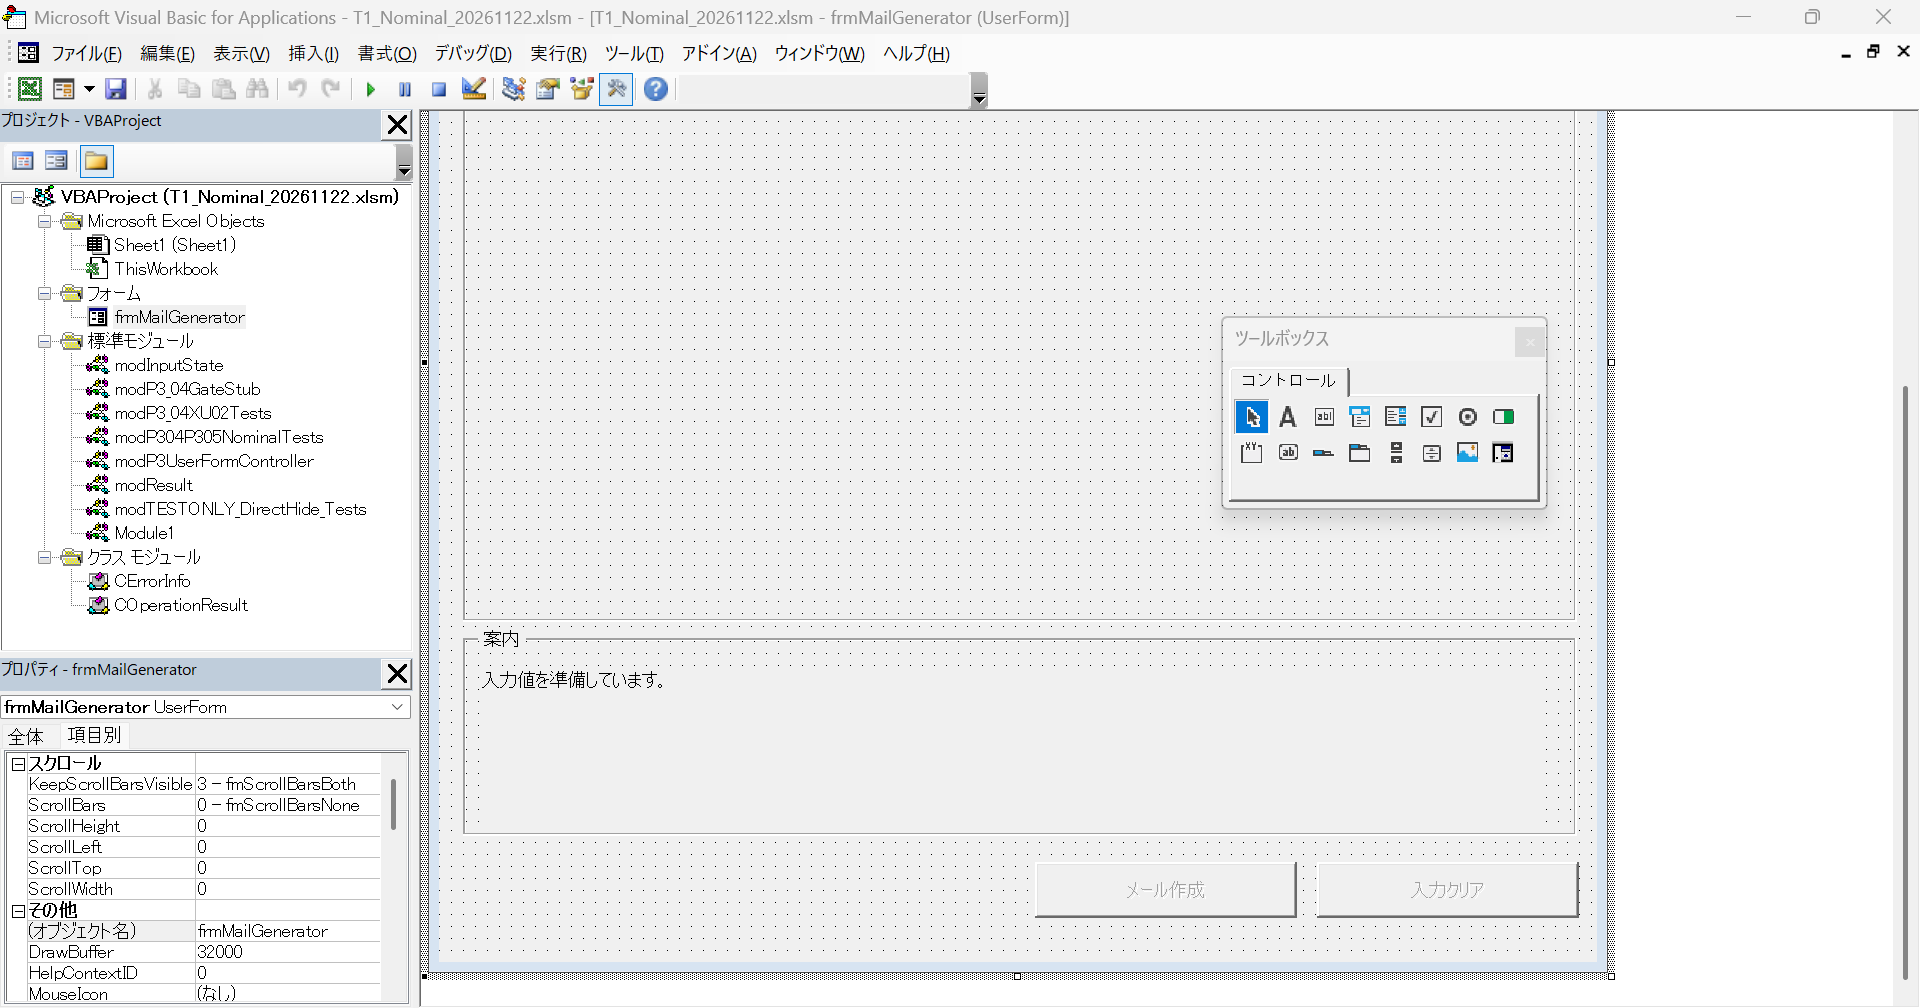 Microsoft Visual Basic for Applications - T1_Nominal_20261122.xlsm - [T1_Nominal_20261122.xlsm - frmMailGenerator (UserForm)]
ファイル(F) 編集(E) 表示(V) 挿入(I) 書式(O) デバッグ(D) 実行(R) ツール(T) アドイン(A) ウィンドウ(W) ヘルプ(H)
プロジェクト - VBAProject
VBAProject (T1_Nominal_20261122.xlsm)
Microsoft Excel Objects
Sheet1 (Sheet1)
ThisWorkbook
フォーム
frmMailGenerator
標準モジュール
modInputState
modP3_04GateStub
modP3_04XU02Tests
modP304P305NominalTests
modP3UserFormController
modResult
modTESTONLY_DirectHide_Tests
Module1
クラス モジュール
CErrorInfo
COperationResult
プロパティ - frmMailGenerator
frmMailGenerator UserForm
全体 項目別
スクロール
KeepScrollBarsVisible 3 - fmScrollBarsBoth
ScrollBars 0 - fmScrollBarsNone
ScrollHeight 0
ScrollLeft 0
ScrollTop 0
ScrollWidth 0
その他
(オブジェクト名) frmMailGenerator
DrawBuffer 32000
HelpContextID 0
MouseIcon (なし)
ツールボックス
コントロール
案内
入力値を準備しています。
メール作成
入力クリア